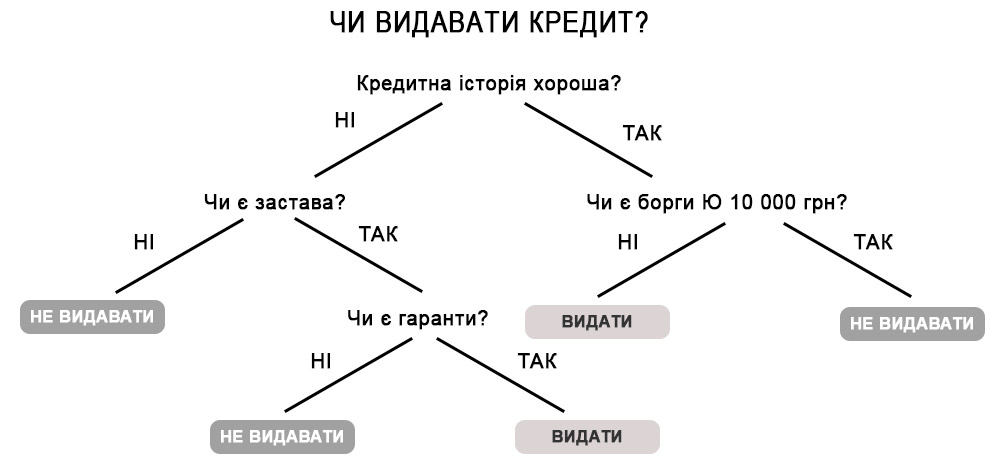 ЧИ ВИДАВАТИ КРЕДИТ?
Кредитна історія хороша?
НІ
ТАК
Чи є застава?
Чи є борги Ю 10 000 грн?
НІ
ТАК
НІ
ТАК
НЕ ВИДАВАТИ
Чи є гаранти?
ВИДАТИ
НЕ ВИДАВАТИ
НІ
ТАК
НЕ ВИДАВАТИ
ВИДАТИ